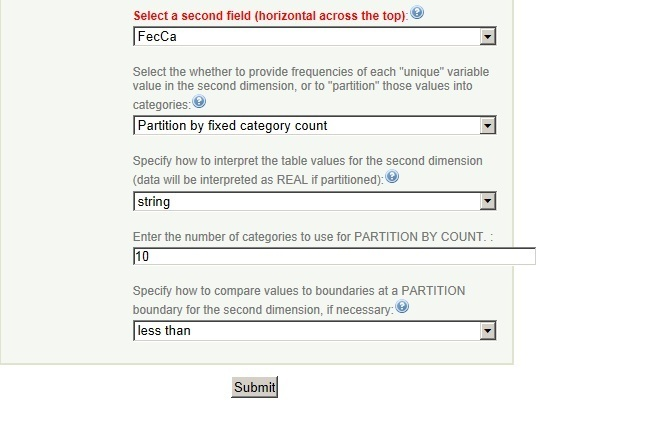 Select a second field (horizontal across the top):
FecCa
Select the whether to provide frequencies of each "unique" variable
value in the second dimension, or to "partition" those values into
categories:
Partition by fixed category count
Specify how to interpret the table values for the second dimension
(data will be interpreted as REAL if partitioned):
string
Enter the number of categories to use for PARTITION BY COUNT. :
10
Specify how to compare values to boundaries at a PARTITION
boundary for the second dimension, if necessary:
less than
Submit